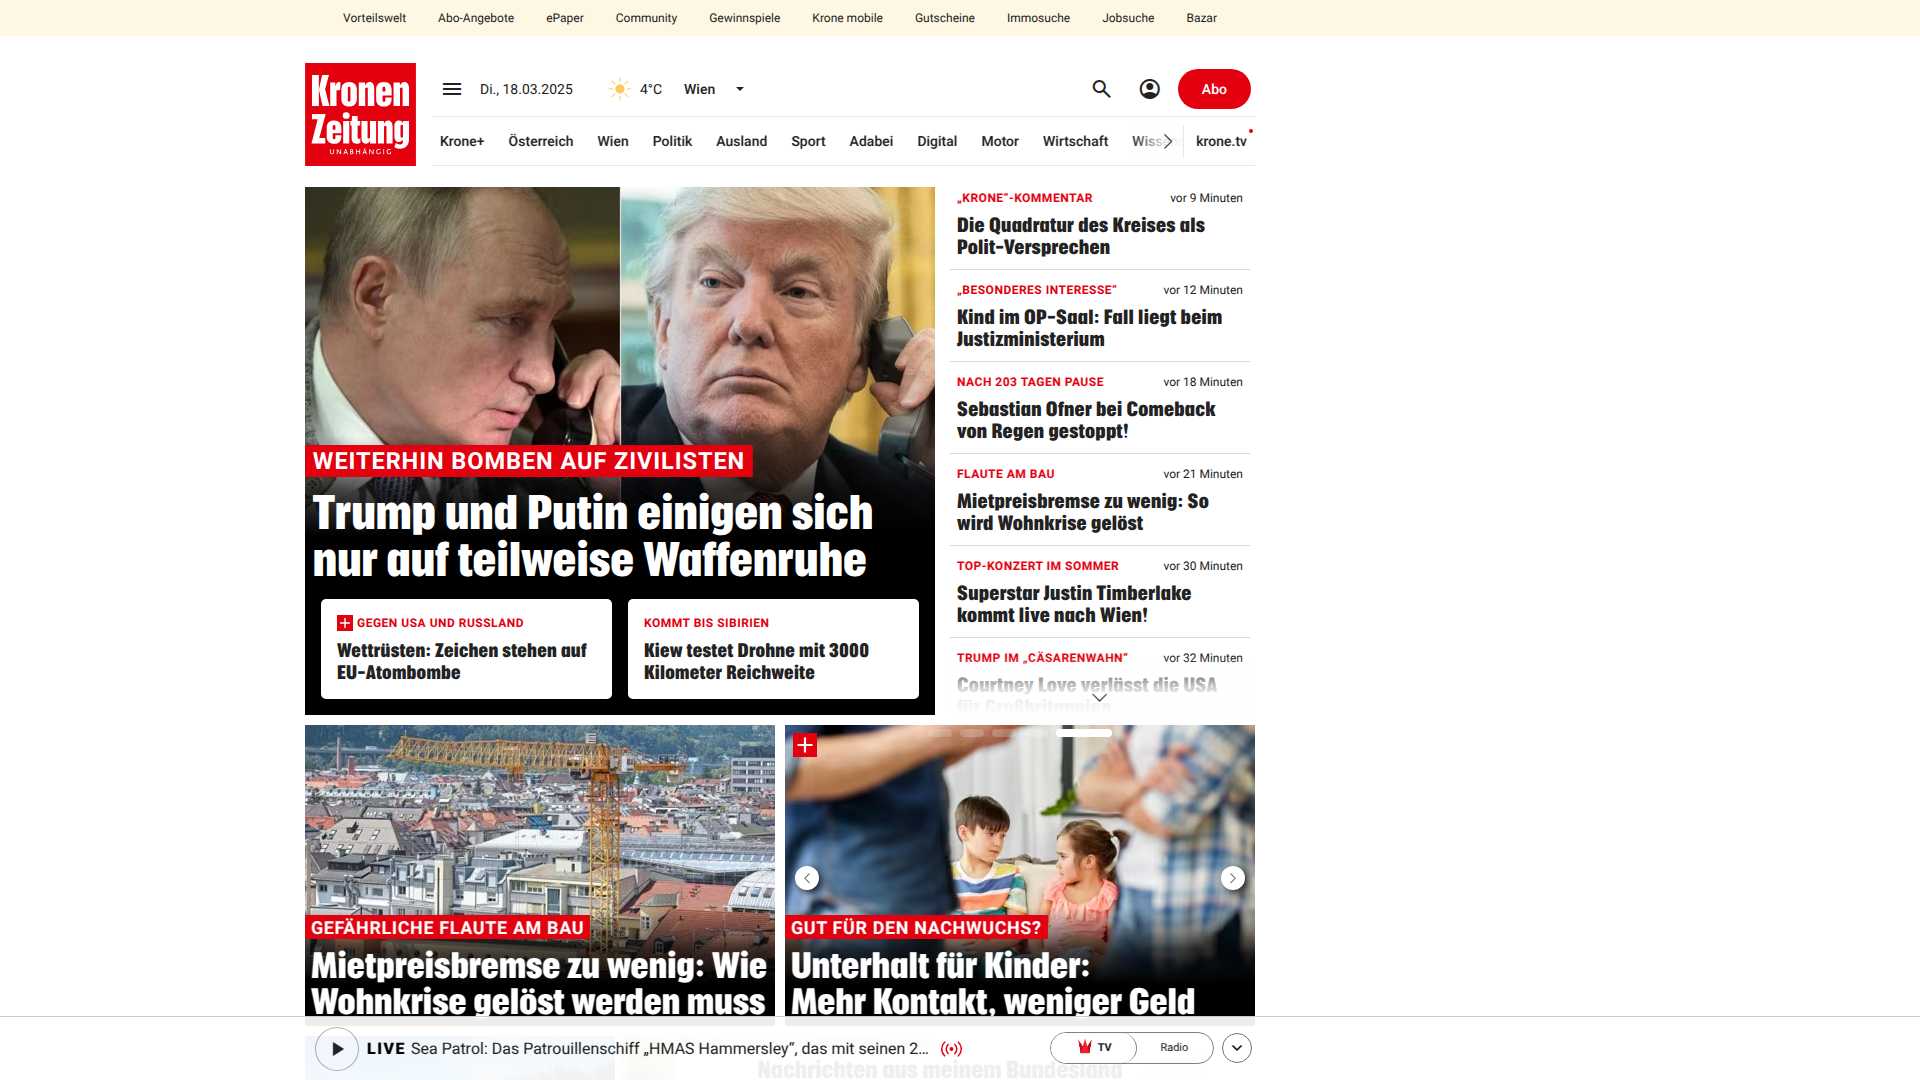 Vorteilswelt Abo-Angebote ePaper Community Gewinnspiele Krone mobile Gutscheine Immosuche Jobsuche Bazar
Kronen
Zeitung
UNABHÄNGIG
Di., 18.03.2025 4°C Wien Abo
Krone+ Österreich Wien Politik Ausland Sport Adabei Digital Motor Wirtschaft krone.tv
WEITERHIN BOMBEN AUF ZIVILISTEN
Trump und Putin einigen sich
nur auf teilweise Waffenruhe
GEGEN USA UND RUSSLAND
Wettrüsten: Zeichen stehen auf
EU-Atombombe
KOMMT BIS SIBIRIEN
Kiew testet Drohne mit 3000
Kilometer Reichweite
„KRONE“-KOMMENTAR vor 9 Minuten
Die Quadratur des Kreises als
Polit-Versprechen
„BESONDERES INTERESSE“ vor 12 Minuten
Kind im OP-Saal: Fall liegt beim
Justizministerium
NACH 203 TAGEN PAUSE vor 18 Minuten
Sebastian Ofner bei Comeback
von Regen gestoppt!
FLAUTE AM BAU vor 21 Minuten
Mietpreisbremse zu wenig: So
wird Wohnkrise gelöst
TOP-KONZERT IM SOMMER vor 30 Minuten
Superstar Justin Timberlake
kommt live nach Wien!
TRUMP IM „CÄSARENWAHN“ vor 32 Minuten
Courtney Love verlässt die USA
für Großbritannien
GEFÄHRLICHE FLAUTE AM BAU
Mietpreisbremse zu wenig: Wie
Wohnkrise gelöst werden muss
GUT FÜR DEN NACHWUCHS?
Unterhalt für Kinder:
Mehr Kontakt, weniger Geld
LIVE Sea Patrol: Das Patrouillenschiff „HMAS Hammersley“, das mit seinen 2... TV Radio
Nachrichten aus meinem Bundesland